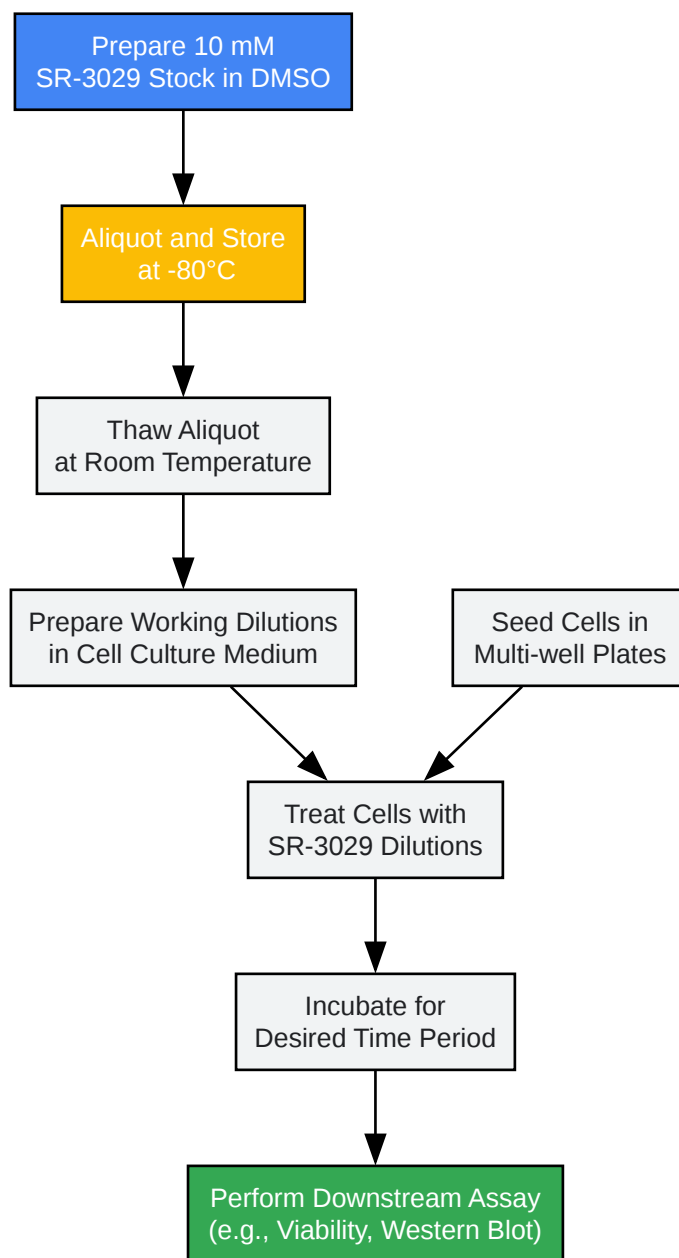 Prepare 10 mM
SR-3029 Stock in DMSO
Aliquot and Store
at -80°C
Thaw Aliquot
at Room Temperature
Prepare Working Dilutions
in Cell Culture Medium
Seed Cells in
Multi-well Plates
Treat Cells with
SR-3029 Dilutions
Incubate for
Desired Time Period
Perform Downstream Assay
(e.g., Viability, Western Blot)